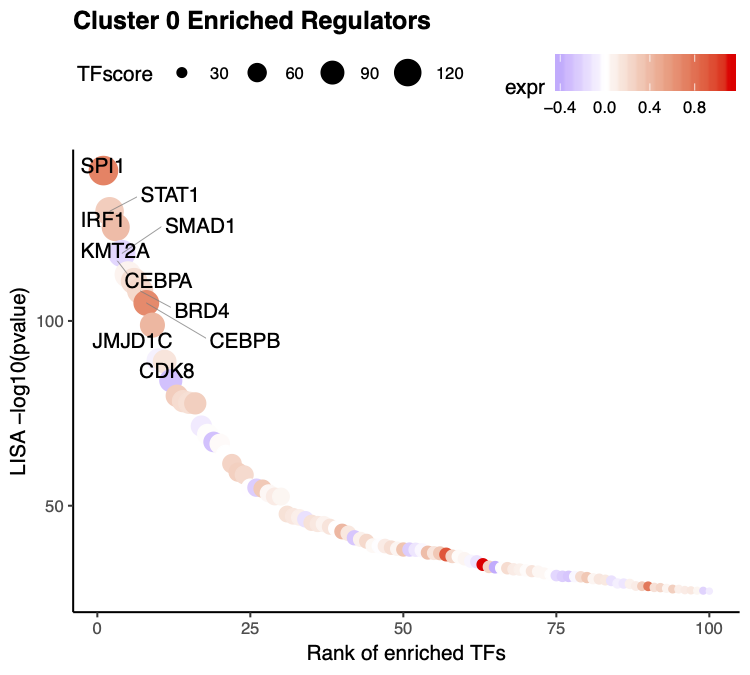 Cluster 0 Enriched Regulators
TFscore 30 60 90 120
expr
−0.4 0.0 0.4 0.8
SPI1
STAT1
IRF1
SMAD1
KMT2A
CEBPA
BRD4
JMJD1C
CEBPB
CDK8
100
50
LISA −log10(pvalue)
0 25 50 75 100
Rank of enriched TFs